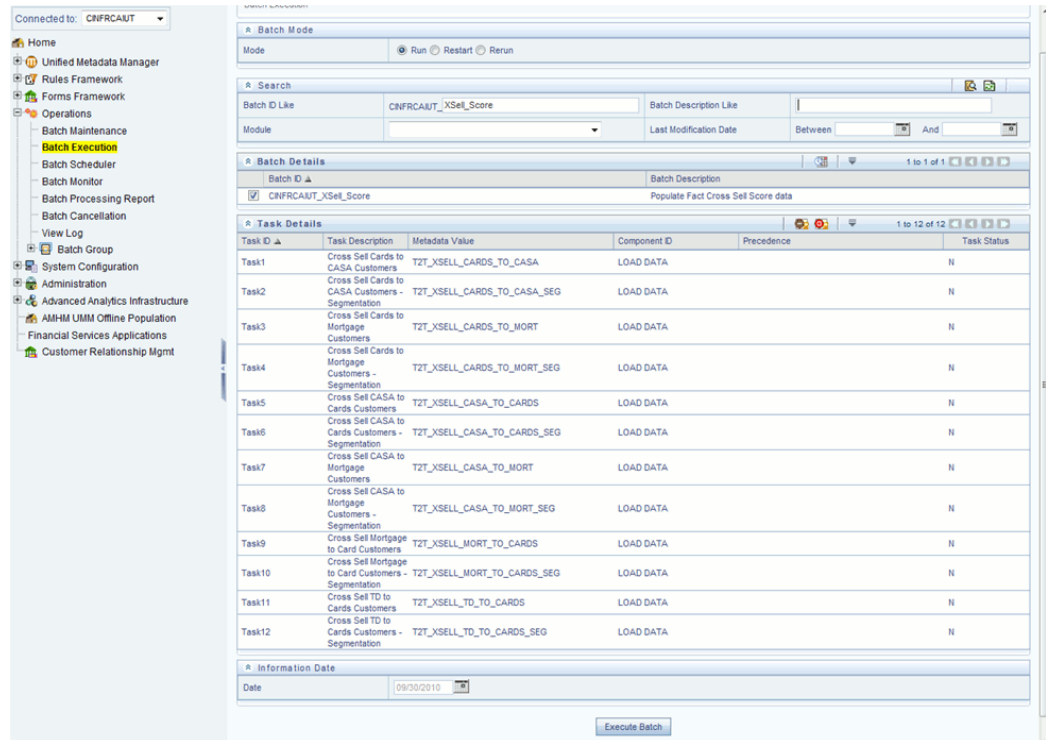 Connected to: CINFRCAIUT
Home
Unified Metadata Manager
Rules Framework
Forms Framework
Operations
Batch Maintenance
Batch Execution
Batch Scheduler
Batch Monitor
Batch Processing Report
Batch Cancellation
View Log
Batch Group
System Configuration
Administration
Advanced Analytics Infrastructure
AMHM UMM Offline Population
Financial Services Applications
Customer Relationship Mgmt
Batch Execution
Batch Mode
Mode Run Restart Rerun
Search
Batch ID Like CINFRCAIUT_ XSell_Score Batch Description Like
Module Last Modification Date Between And
Batch Details 1 to 1 of 1
Batch ID Batch Description
CINFRCAIUT_XSell_Score Populate Fact Cross Sell Score data
Task Details 1 to 12 of 12
Task ID Task Description Metadata Value Component ID Precedence Task Status
Cross Sell Cards to
Task1 CASA Customers T2T_XSELL_CARDS_TO_CASA LOAD DATA N
Cross Sell Cards to
Task2 CASA Customers - T2T_XSELL_CARDS_TO_CASA_SEG LOAD DATA N
Segmentation
Cross Sell Cards to
Task3 Mortgage T2T_XSELL_CARDS_TO_MORT LOAD DATA N
Customers
Cross Sell Cards to
Mortgage
Task4 Customers - T2T_XSELL_CARDS_TO_MORT_SEG LOAD DATA N
Segmentation
Cross Sell CASA to
Task5 Cards Customers T2T_XSELL_CASA_TO_CARDS LOAD DATA N
Cross Sell CASA to
Task6 Cards Customers - T2T_XSELL_CASA_TO_CARDS_SEG LOAD DATA N
Segmentation
Cross Sell CASA to
Task7 Mortgage T2T_XSELL_CASA_TO_MORT LOAD DATA N
Customers
Cross Sell CASA to
Mortgage
Task8 Customers - T2T_XSELL_CASA_TO_MORT_SEG LOAD DATA N
Segmentation
Cross Sell Mortgage
Task9 to Card Customers T2T_XSELL_MORT_TO_CARDS LOAD DATA N
Cross Sell Mortgage
Task10 to Card Customers - T2T_XSELL_MORT_TO_CARDS_SEG LOAD DATA N
Segmentation
Cross Sell TD to
Task11 Cards Customers T2T_XSELL_TD_TO_CARDS LOAD DATA N
Cross Sell TD to
Task12 Cards Customers - T2T_XSELL_TD_TO_CARDS_SEG LOAD DATA N
Segmentation
Information Date
Date 09/30/2010
Execute Batch